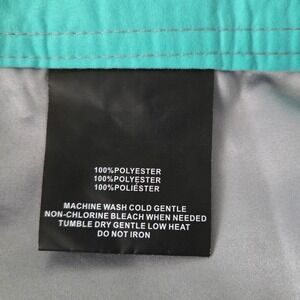 100%POLYESTER
100%POLYESTER
100%POLIÉSTER
MACHINE WASH COLD GENTLE
NON-CHLORINE BLEACH WHEN NEEDED
TUMBLE DRY GENTLE LOW HEAT
DO NOT IRON